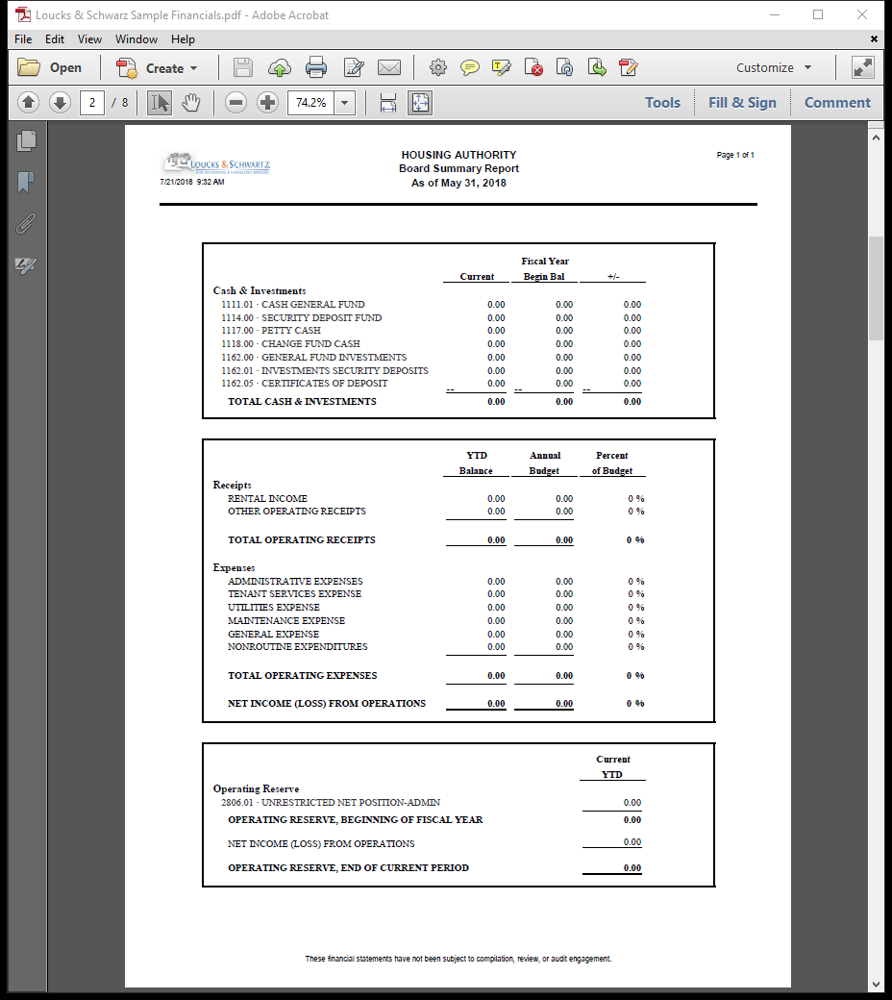 Loucks & Schwarz Sample Financials.pdf - Adobe Acrobat
File Edit View Window Help
Open Create Customize
2 / 8 74.2% Tools Fill & Sign Comment
LOUCKS & SCHWARTZ
7/21/2018 9:32 AM
HOUSING AUTHORITY
Board Summary Report
As of May 31, 2018
Page 1 of 1
Fiscal Year
Current Begin Bal +/-
Cash & Investments
1111.01 · CASH GENERAL FUND 0.00 0.00 0.00
1114.00 · SECURITY DEPOSIT FUND 0.00 0.00 0.00
1117.00 · PETTY CASH 0.00 0.00 0.00
1118.00 · CHANGE FUND CASH 0.00 0.00 0.00
1162.00 · GENERAL FUND INVESTMENTS 0.00 0.00 0.00
1162.01 · INVESTMENTS SECURITY DEPOSITS 0.00 0.00 0.00
1162.05 · CERTIFICATES OF DEPOSIT -- 0.00 -- 0.00 -- 0.00
TOTAL CASH & INVESTMENTS 0.00 0.00 0.00
YTD Annual Percent
Balance Budget of Budget
Receipts
RENTAL INCOME 0.00 0.00 0 %
OTHER OPERATING RECEIPTS 0.00 0.00 0 %
TOTAL OPERATING RECEIPTS 0.00 0.00 0 %
Expenses
ADMINISTRATIVE EXPENSES 0.00 0.00 0 %
TENANT SERVICES EXPENSE 0.00 0.00 0 %
UTILITIES EXPENSE 0.00 0.00 0 %
MAINTENANCE EXPENSE 0.00 0.00 0 %
GENERAL EXPENSE 0.00 0.00 0 %
NONROUTINE EXPENDITURES 0.00 0.00 0 %
TOTAL OPERATING EXPENSES 0.00 0.00 0 %
NET INCOME (LOSS) FROM OPERATIONS 0.00 0.00 0 %
Current
YTD
Operating Reserve
2806.01 · UNRESTRICTED NET POSITION-ADMIN 0.00
OPERATING RESERVE, BEGINNING OF FISCAL YEAR 0.00
NET INCOME (LOSS) FROM OPERATIONS 0.00
OPERATING RESERVE, END OF CURRENT PERIOD 0.00
These financial statements have not been subject to compilation, review, or audit engagement.